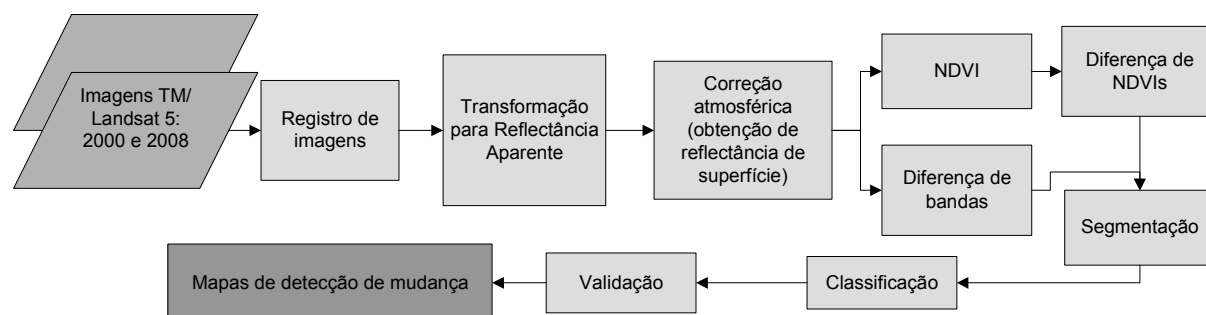 Imagens TM/
Landsat 5:
2000 e 2008
Registro de
imagens
Transformação
para Reflectância
Aparente
Correção
atmosférica
(obtenção de
reflectância de
superfície)
NDVI
Diferença de
NDVIs
Diferença de
bandas
Segmentação
Classificação
Validação
Mapas de detecção de mudança